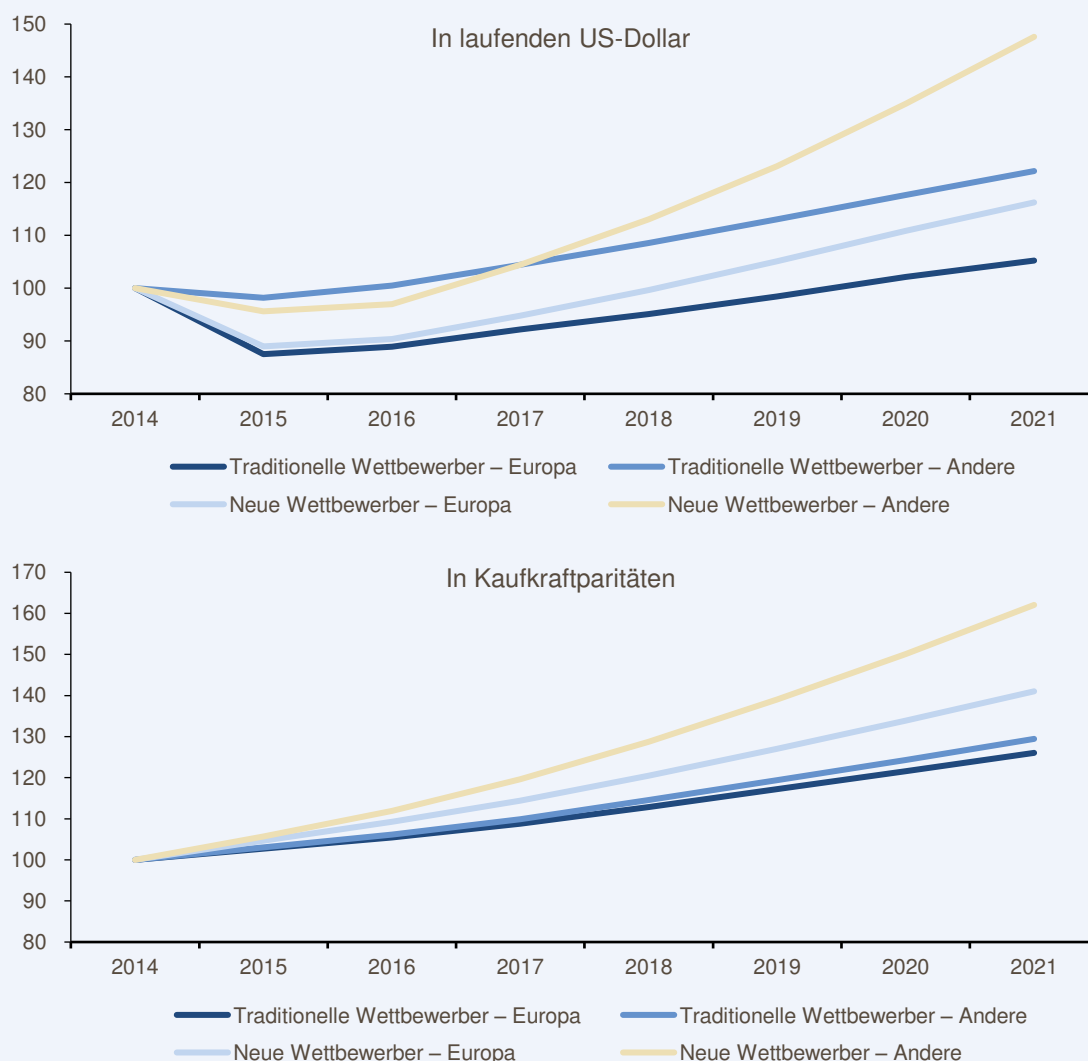 In laufenden US-Dollar
150
140
130
120
110
100
90
80
2014 2015 2016 2017 2018 2019 2020 2021
Traditionelle Wettbewerber – Europa Traditionelle Wettbewerber – Andere
Neue Wettbewerber – Europa Neue Wettbewerber – Andere
In Kaufkraftparitäten
170
160
150
140
130
120
110
100
90
80
2014 2015 2016 2017 2018 2019 2020 2021
Traditionelle Wettbewerber – Europa Traditionelle Wettbewerber – Andere
Neue Wettbewerber – Europa Neue Wettbewerber – Andere